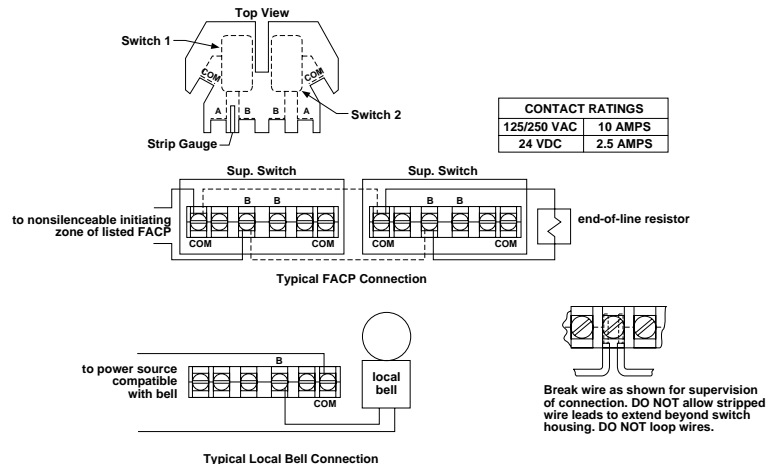 Top View
Switch 1
COM
COM
A B B A
Switch 2
Strip Gauge
CONTACT RATINGS
125/250 VAC 10 AMPS
24 VDC 2.5 AMPS
Sup. Switch
Sup. Switch
B B
B B
to nonsilenceable initiating
zone of listed FACP
COM COM
COM COM
end-of-line resistor
Typical FACP Connection
to power source
compatible
with bell
B
COM
local
bell
Typical Local Bell Connection
Break wire as shown for supervision
of connection. DO NOT allow stripped
wire leads to extend beyond switch
housing. DO NOT loop wires.